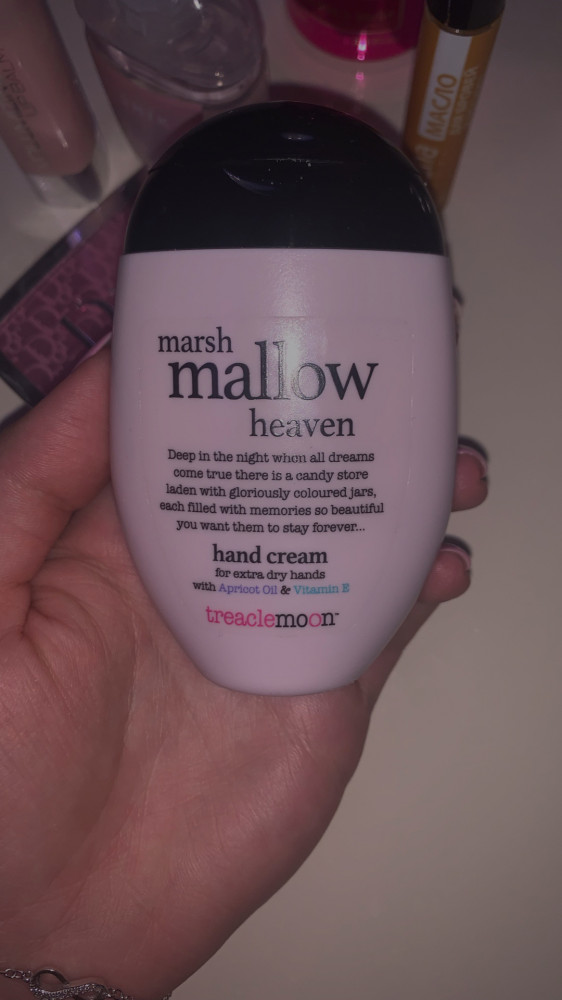 МАСЛО
marsh
mallow
heaven
Deep in the night when all dreams
come true there is a candy store
laden with gloriously coloured jars,
each filled with memories so beautiful
you want them to stay forever...
hand cream
for extra dry hands
with Apricot Oil & Vitamin E
treaclemoon™